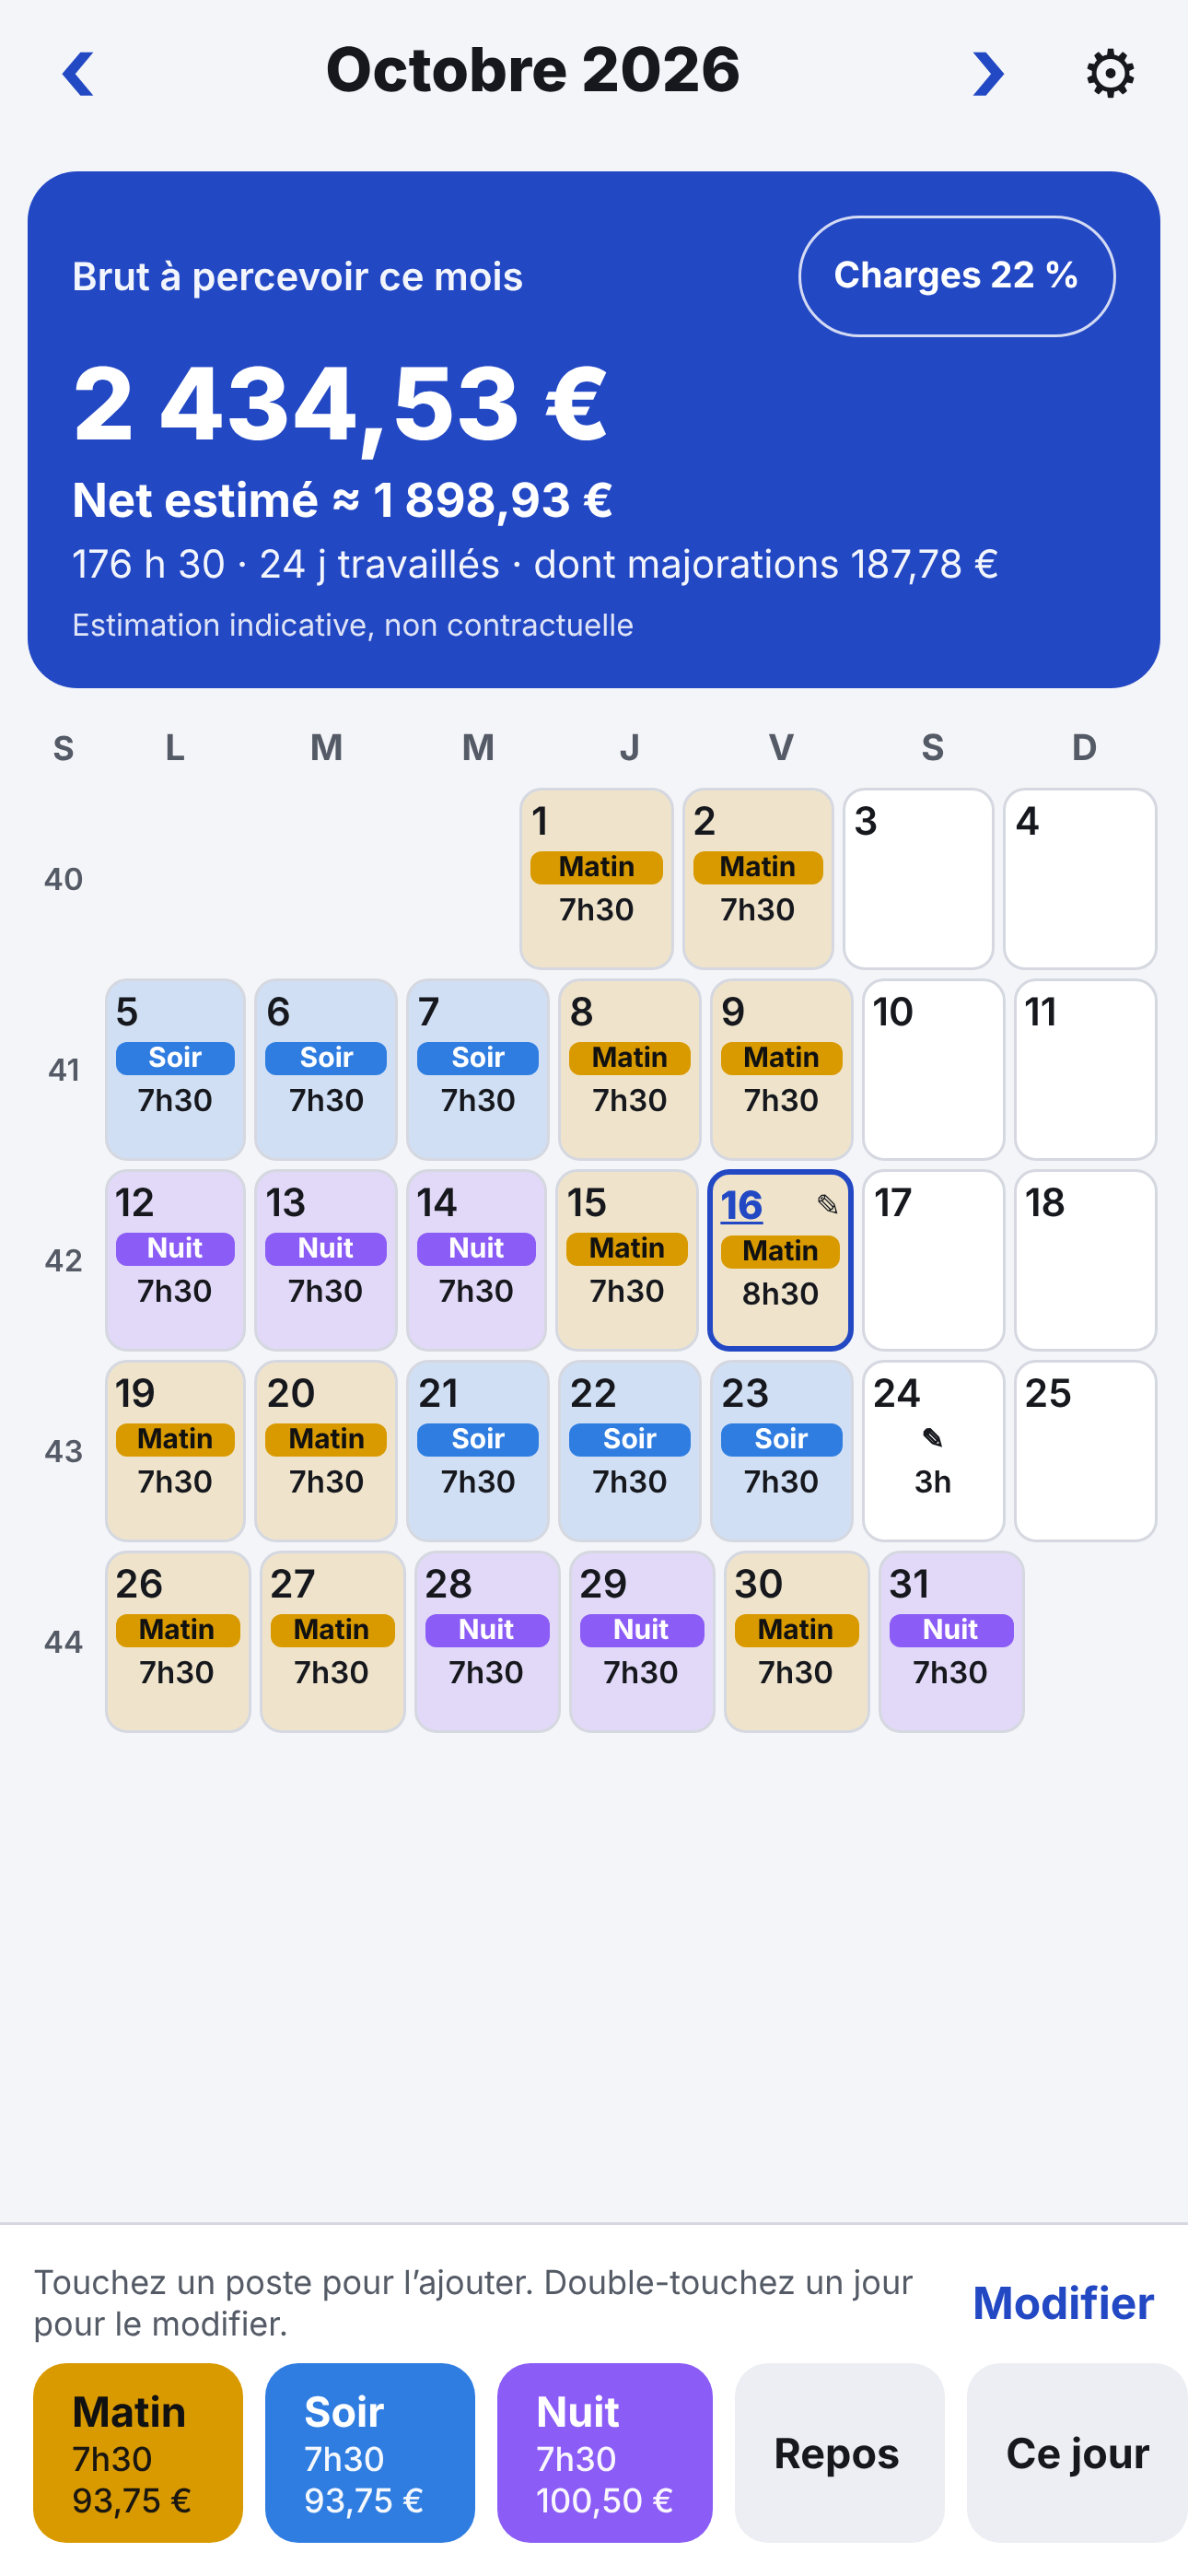 Octobre 2026
Brut à percevoir ce mois
Charges 22 %
2 434,53 €
Net estimé ≈ 1 898,93 €
176 h 30 · 24 j travaillés · dont majorations 187,78 €
Estimation indicative, non contractuelle
S L M M J V S D
40 1 2 3 4
Matin Matin
7h30 7h30
41 5 6 7 8 9 10 11
Soir Soir Soir Matin Matin
7h30 7h30 7h30 7h30 7h30
42 12 13 14 15 16 17 18
Nuit Nuit Nuit Matin Matin
7h30 7h30 7h30 7h30 8h30
43 19 20 21 22 23 24 25
Matin Matin Soir Soir Soir
7h30 7h30 7h30 7h30 7h30 3h
44 26 27 28 29 30 31
Matin Matin Nuit Nuit Matin Nuit
7h30 7h30 7h30 7h30 7h30 7h30
Touchez un poste pour l’ajouter. Double-touchez un jour
pour le modifier.
Modifier
Matin Soir Nuit Repos Ce jour
7h30 7h30 7h30
93,75 € 93,75 € 100,50 €